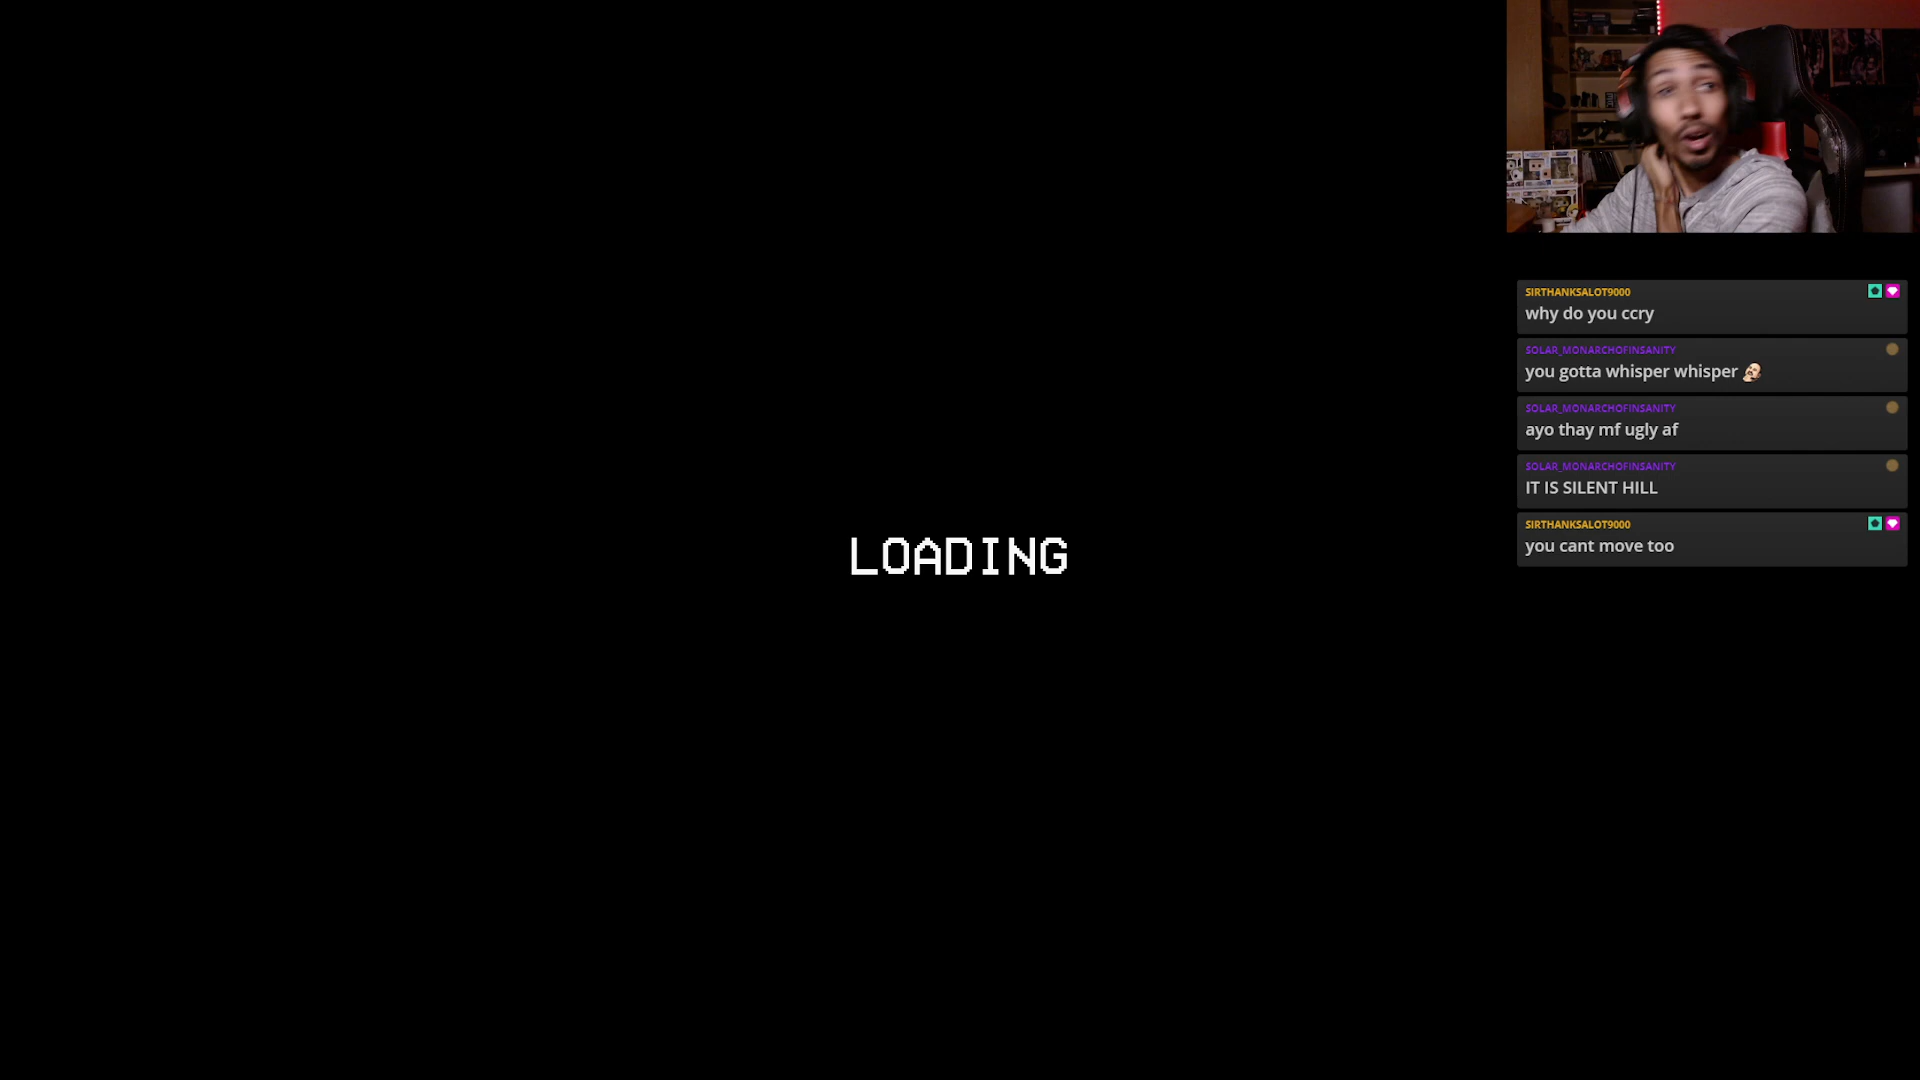 SIRTHANKSALOT9000
why do you ccry
SOLAR_MONARCHOFINSANITY
you gotta whisper whisper
SOLAR_MONARCHOFINSANITY
ayo thay mf ugly af
SOLAR_MONARCHOFINSANITY
IT IS SILENT HILL
SIRTHANKSALOT9000
you cant move too
LOADING